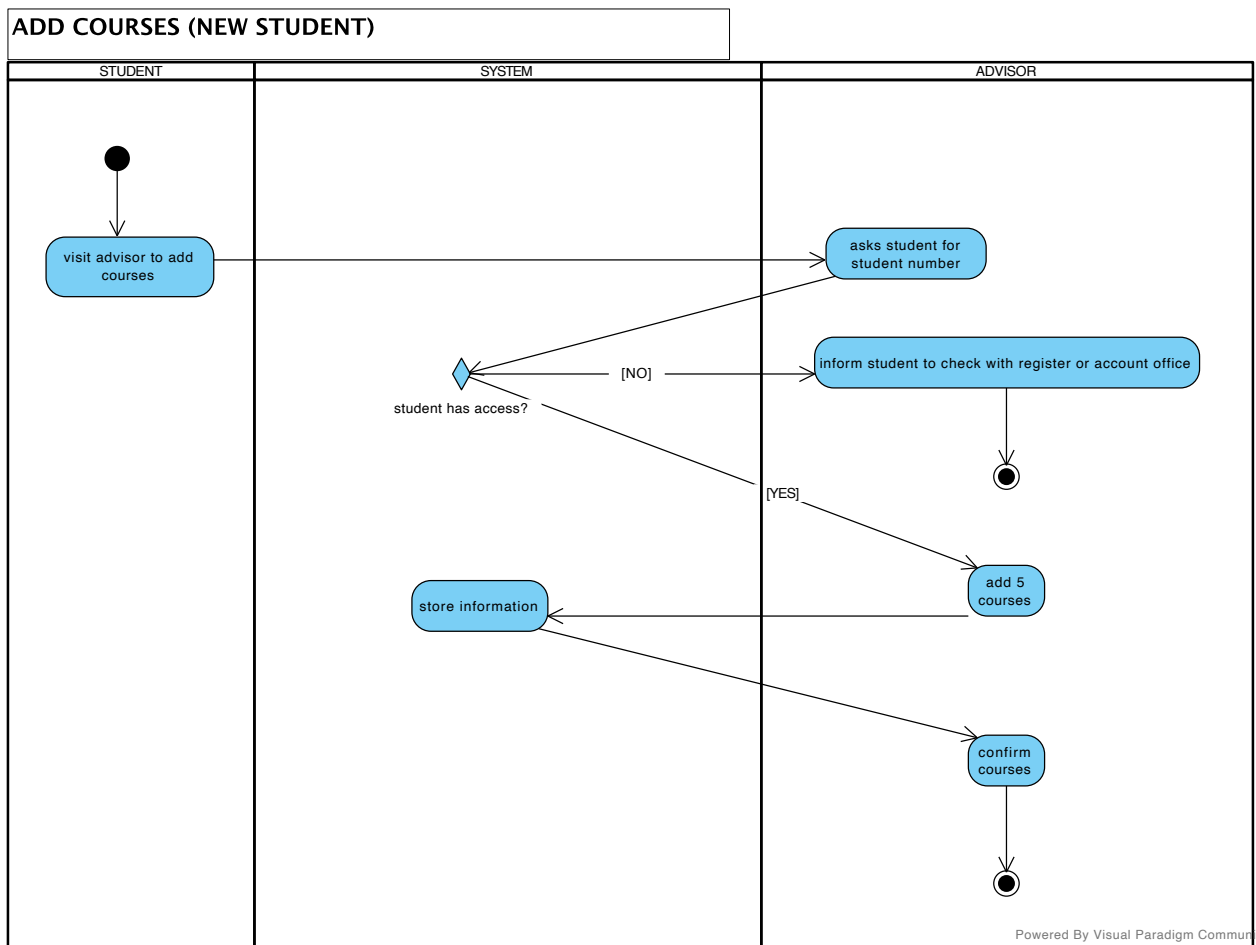 ADD COURSES (NEW STUDENT)
STUDENT
SYSTEM
ADVISOR
visit advisor to add
courses
asks student for
student number
student has access?
[NO]
inform student to check with register or account office
[YES]
add 5
courses
store information
confirm
courses
Powered By Visual Paradigm Commun